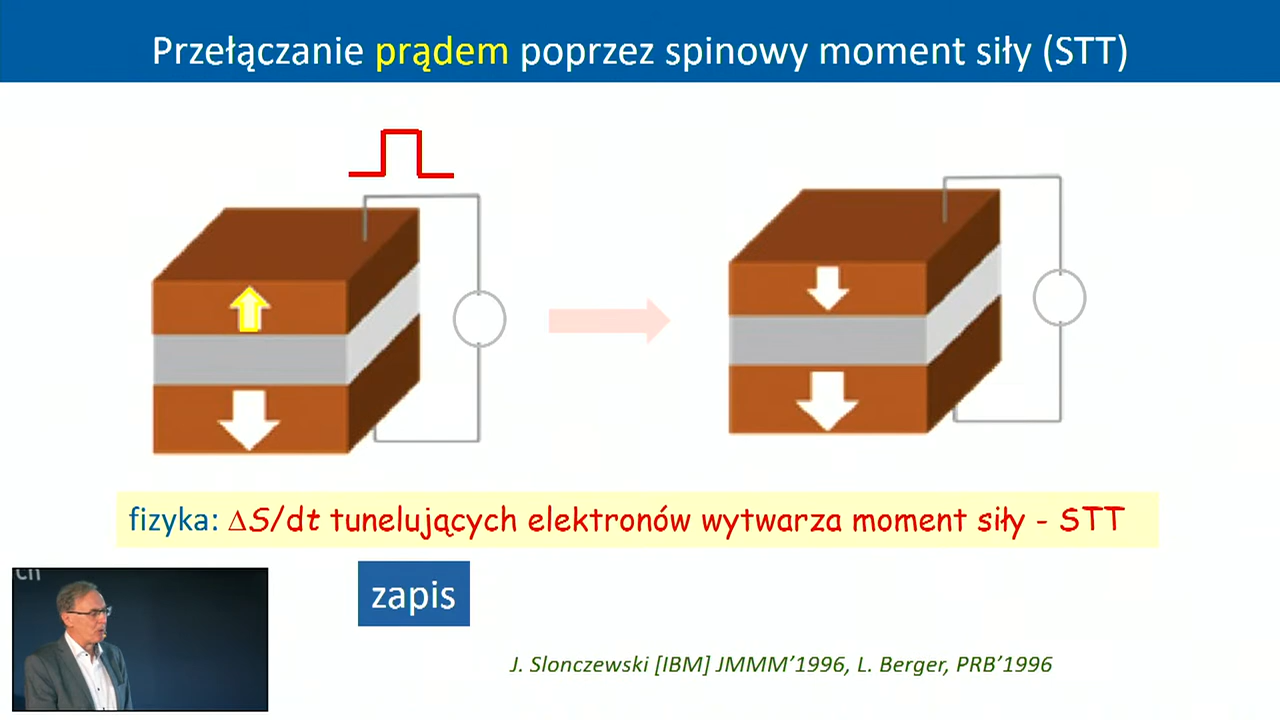 Przełączanie prądem poprzez spinowy moment siły (STT)
fizyka: ΔS/dt tunelujących elektronów wytwarza moment siły - STT
ch
zapis
J. Slonczewski [IBM] JMMM’1996, L. Berger, PRB’1996